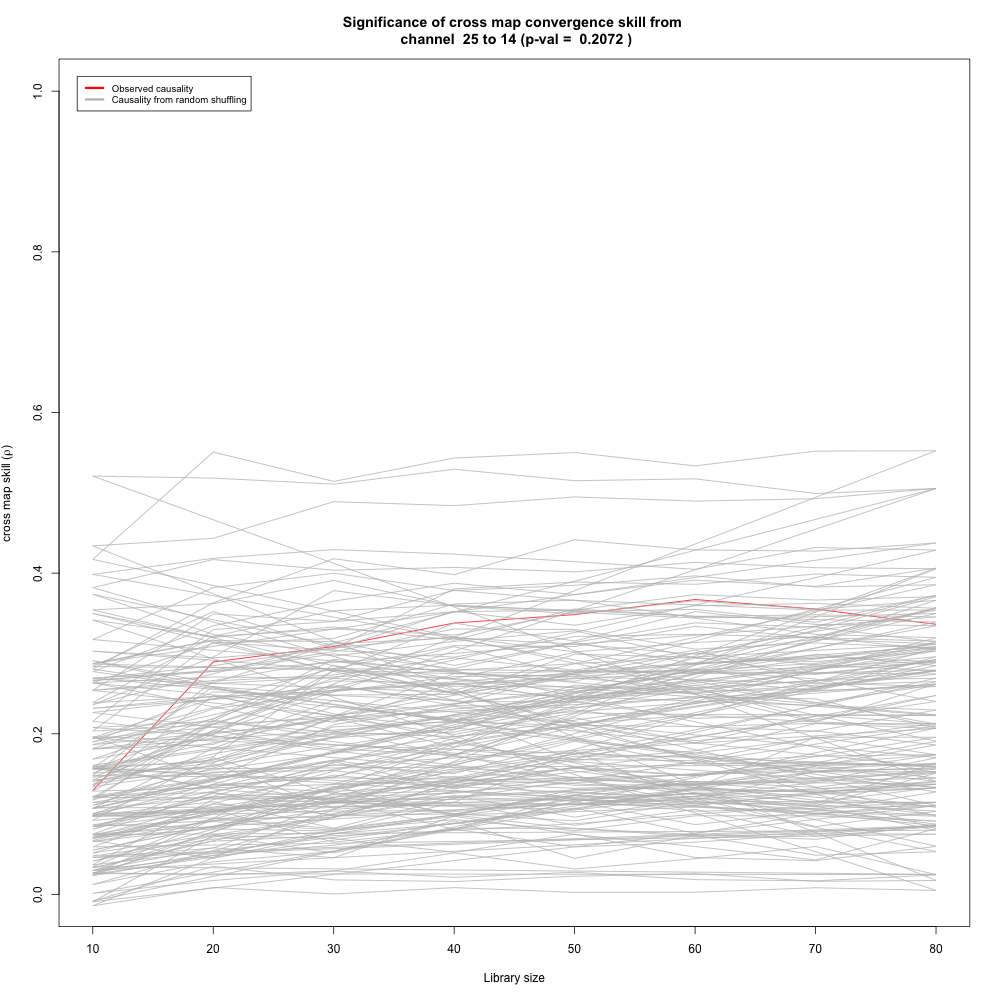 Significance of cross map convergence skill from
channel  25 to 14 (p-val =  0.2072 )
Observed causality
Causality from random shuffling
cross map skill (ρ)
1.0
0.8
0.6
0.4
0.2
0.0
10 20 30 40 50 60 70 80
Library size